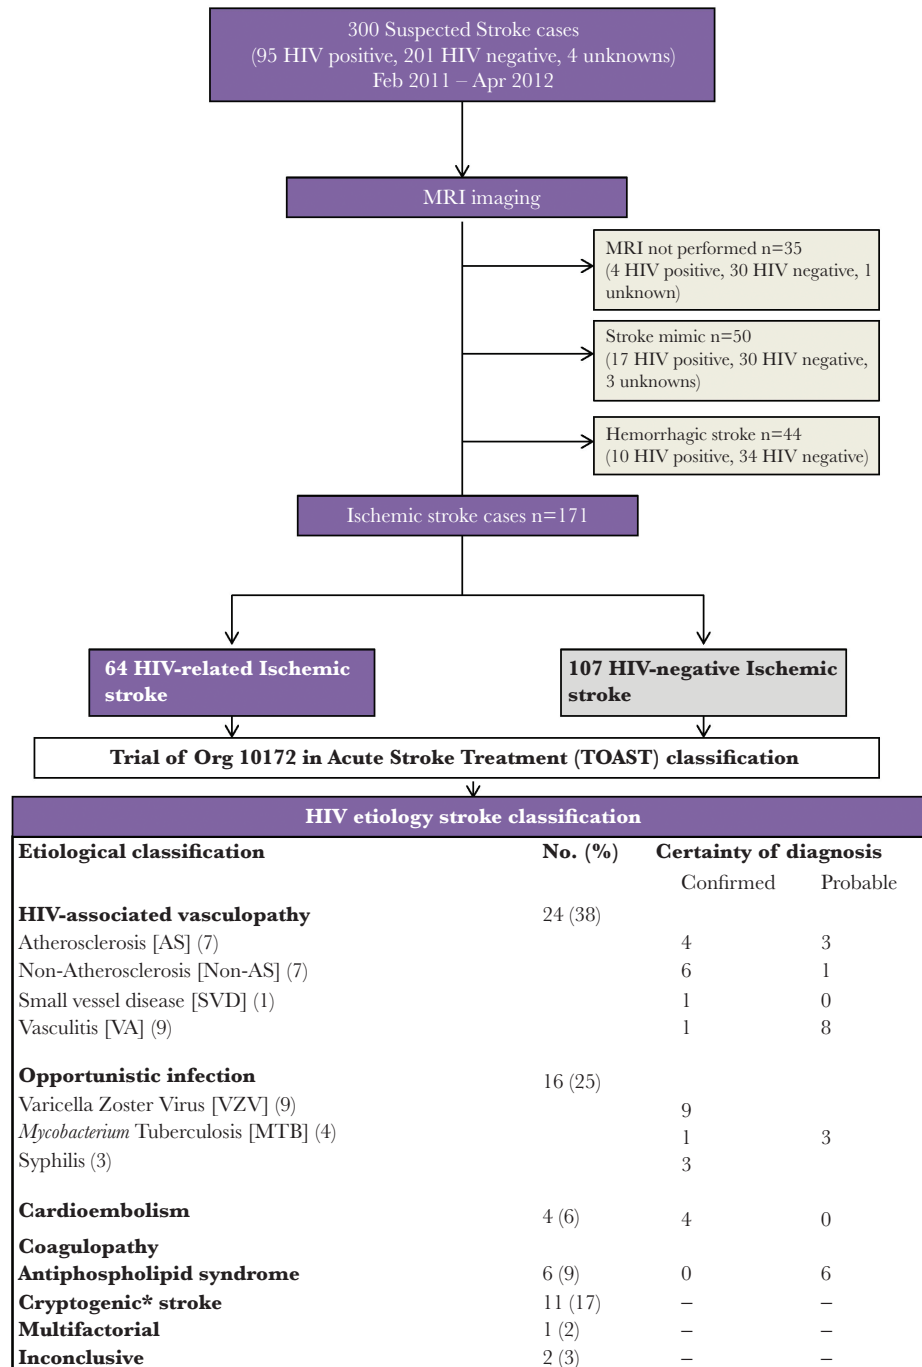 300 Suspected Stroke cases
(95 HIV positive, 201 HIV negative, 4 unknowns)
Feb 2011 – Apr 2012
MRI imaging
MRI not performed n=35
(4 HIV positive, 30 HIV negative, 1
unknown)
Stroke mimic n=50
(17 HIV positive, 30 HIV negative,
3 unknowns)
Hemorrhagic stroke n=44
(10 HIV positive, 34 HIV negative)
Ischemic stroke cases n=171
64 HIV-related Ischemic
stroke
107 HIV-negative Ischemic
stroke
Trial of Org 10172 in Acute Stroke Treatment (TOAST) classification
HIV etiology stroke classification
Etiological classification No. (%) Certainty of diagnosis
Confirmed Probable
HIV-associated vasculopathy 24 (38)
Atherosclerosis [AS] (7) 4 3
Non-Atherosclerosis [Non-AS] (7) 6 1
Small vessel disease [SVD] (1) 1 0
Vasculitis [VA] (9) 1 8
Opportunistic infection 16 (25)
Varicella Zoster Virus [VZV] (9) 9
Mycobacterium Tuberculosis [MTB] (4) 1 3
Syphilis (3) 3
Cardioembolism 4 (6) 4 0
Coagulopathy
Antiphospholipid syndrome 6 (9) 0 6
Cryptogenic* stroke 11 (17) – –
Multifactorial 1 (2) – –
Inconclusive 2 (3) – –